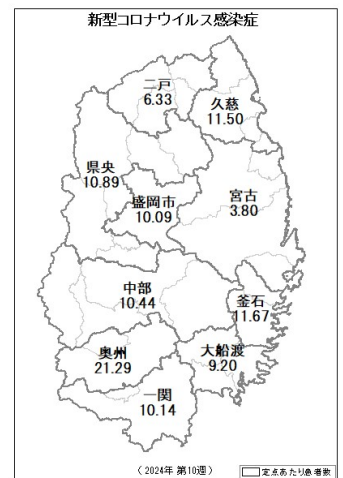 新型コロナウイルス感染症
二戸
6.33
久慈
11.50
県央
10.89
盛岡市
10.09
宮古
3.80
中部
10.44
釜石
11.67
奥州
21.29
大船渡
9.20
一関
10.14
（2024年 第10週）
定点あたり患者数